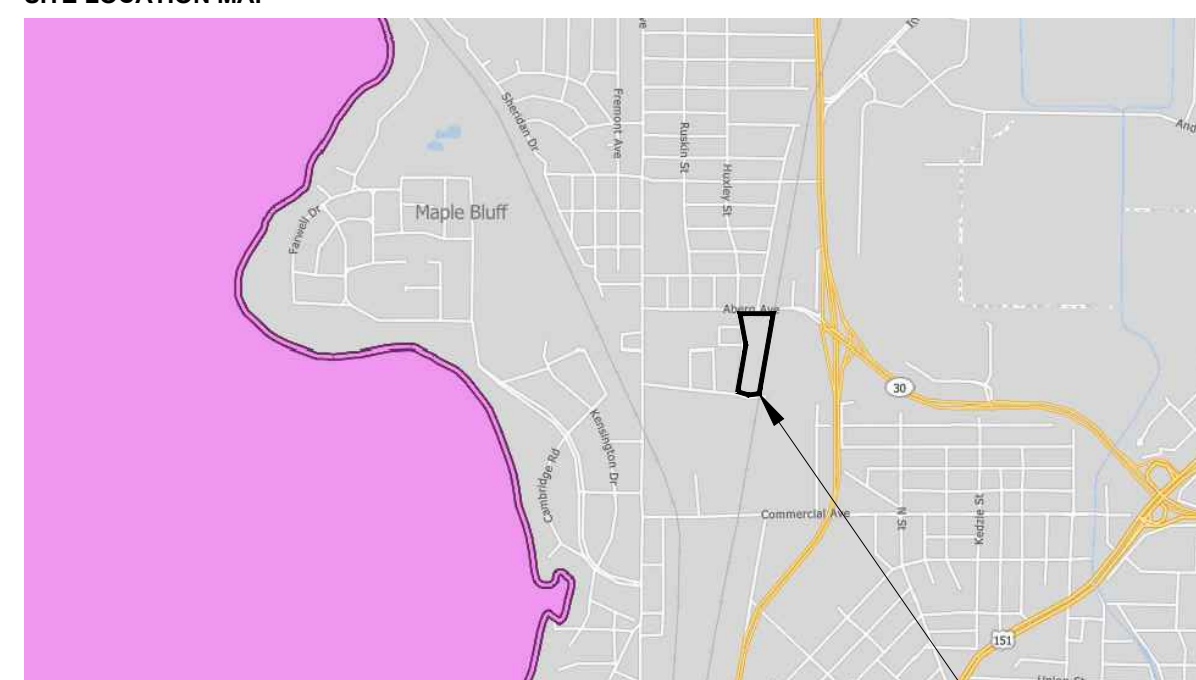 SITE LOCATION MAP
Sheridan Dr
Fremont Ave
Ruskin St
Huxley St
Maple Bluff
Farwell Dr
Aberg Ave
30
Kensington Dr
Cambridge Rd
Commercial Ave
N St
Kedzie St
151